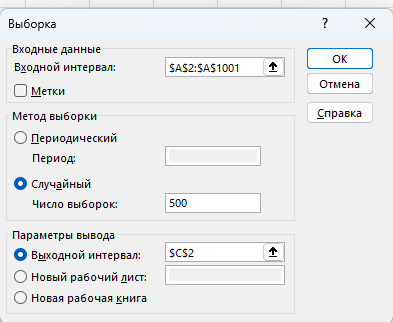 Выборка
?
Входные данные
Входной интервал: $A$2:$A$1001
Метки
Метод выборки
Периодический
Период:
Случайный
Число выборок: 500
Параметры вывода
Выходной интервал: $C$2
Новый рабочий лист:
Новая рабочая книга
ОК
Отмена
Справка